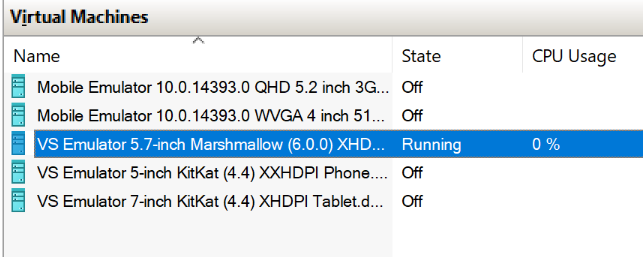 Virtual Machines
Name State CPU Usage
Mobile Emulator 10.0.14393.0 QHD 5.2 inch 3G... Off
Mobile Emulator 10.0.14393.0 WVGA 4 inch 51... Off
VS Emulator 5.7-inch Marshmallow (6.0.0) XHD... Running 0 %
VS Emulator 5-inch KitKat (4.4) XXHDPI Phone.... Off
VS Emulator 7-inch KitKat (4.4) XHDPI Tablet.d... Off